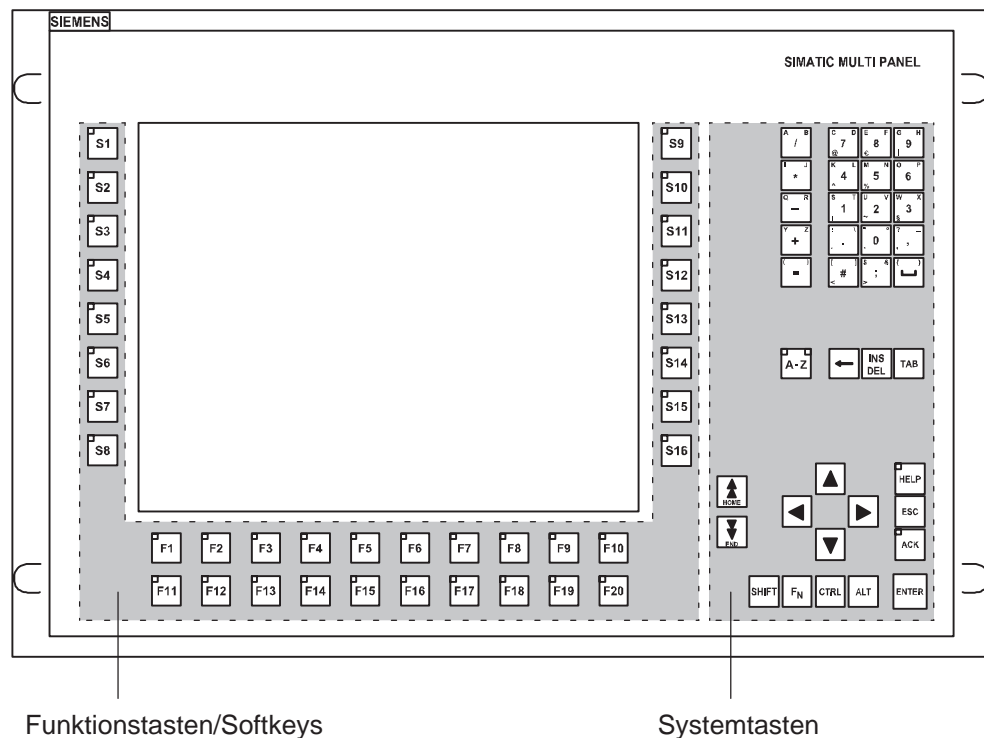 SIEMENS
SIMATIC MULTI PANEL
S1
S2
S3
S4
S5
S6
S7
S8
S9
S10
S11
S12
S13
S14
S15
S16
A B / C D 7 @ E F 8 € G H 9 |
I J * K L 4 ^ M N 5 % O P 6
Q R – S T 1 | U V 2 ~ W X 3 §
Y Z + : \ . " ° 0 ? _ ,
( ) = [ ] # < $ & ; > { }
A-Z ← INS DEL TAB
HOME
END
HELP
ESC
ACK
F1 F2 F3 F4 F5 F6 F7 F8 F9 F10
F11 F12 F13 F14 F15 F16 F17 F18 F19 F20
SHIFT FN CTRL ALT ENTER
Funktionstasten/Softkeys
Systemtasten